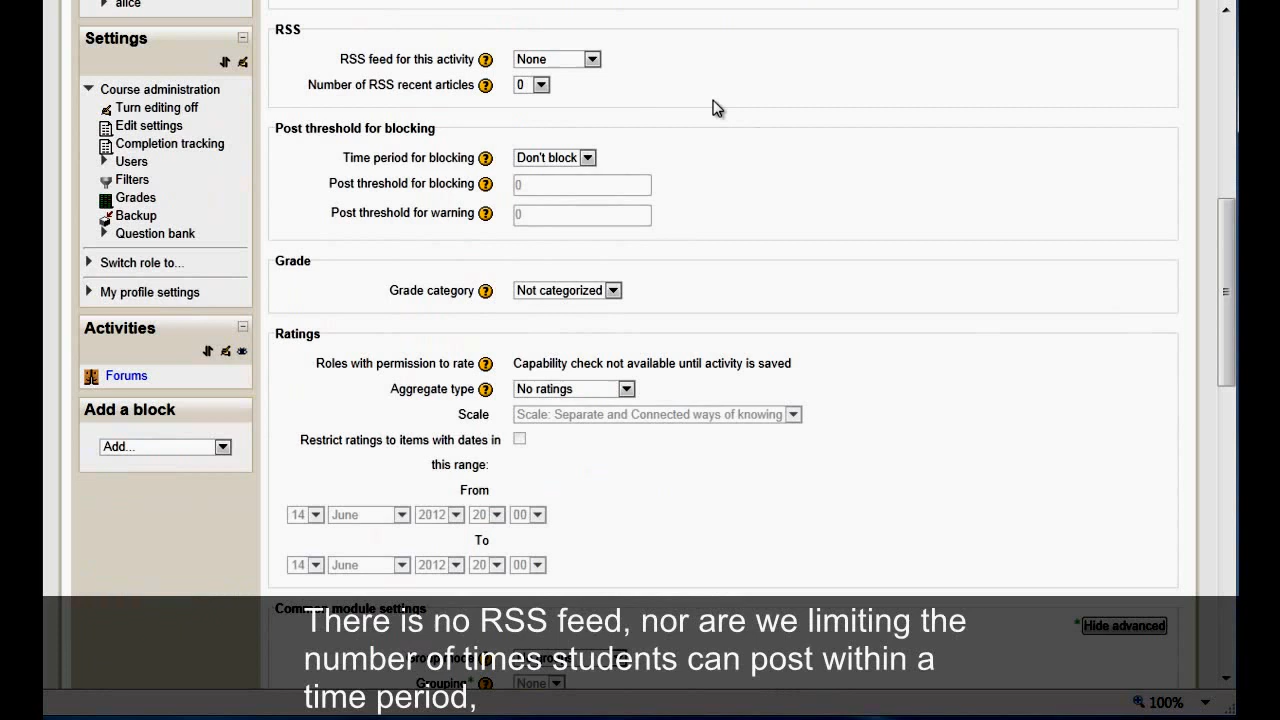 alice
Settings
Course administration
Turn editing off
Edit settings
Completion tracking
Users
Filters
Grades
Backup
Question bank
Switch role to...
My profile settings
Activities
Forums
Add a block
Add...
RSS
RSS feed for this activity None
Number of RSS recent articles 0
Post threshold for blocking
Time period for blocking Don't block
Post threshold for blocking 0
Post threshold for warning 0
Grade
Grade category Not categorized
Ratings
Roles with permission to rate Capability check not available until activity is saved
Aggregate type No ratings
Scale Scale: Separate and Connected ways of knowing
Restrict ratings to items with dates in
this range:
From
14 June 2012 20 00
To
14 June 2012 20 00
Common module settings
* Hide advanced
Grouping* None
There is no RSS feed, nor are we limiting the
number of times students can post within a
time period,
100%